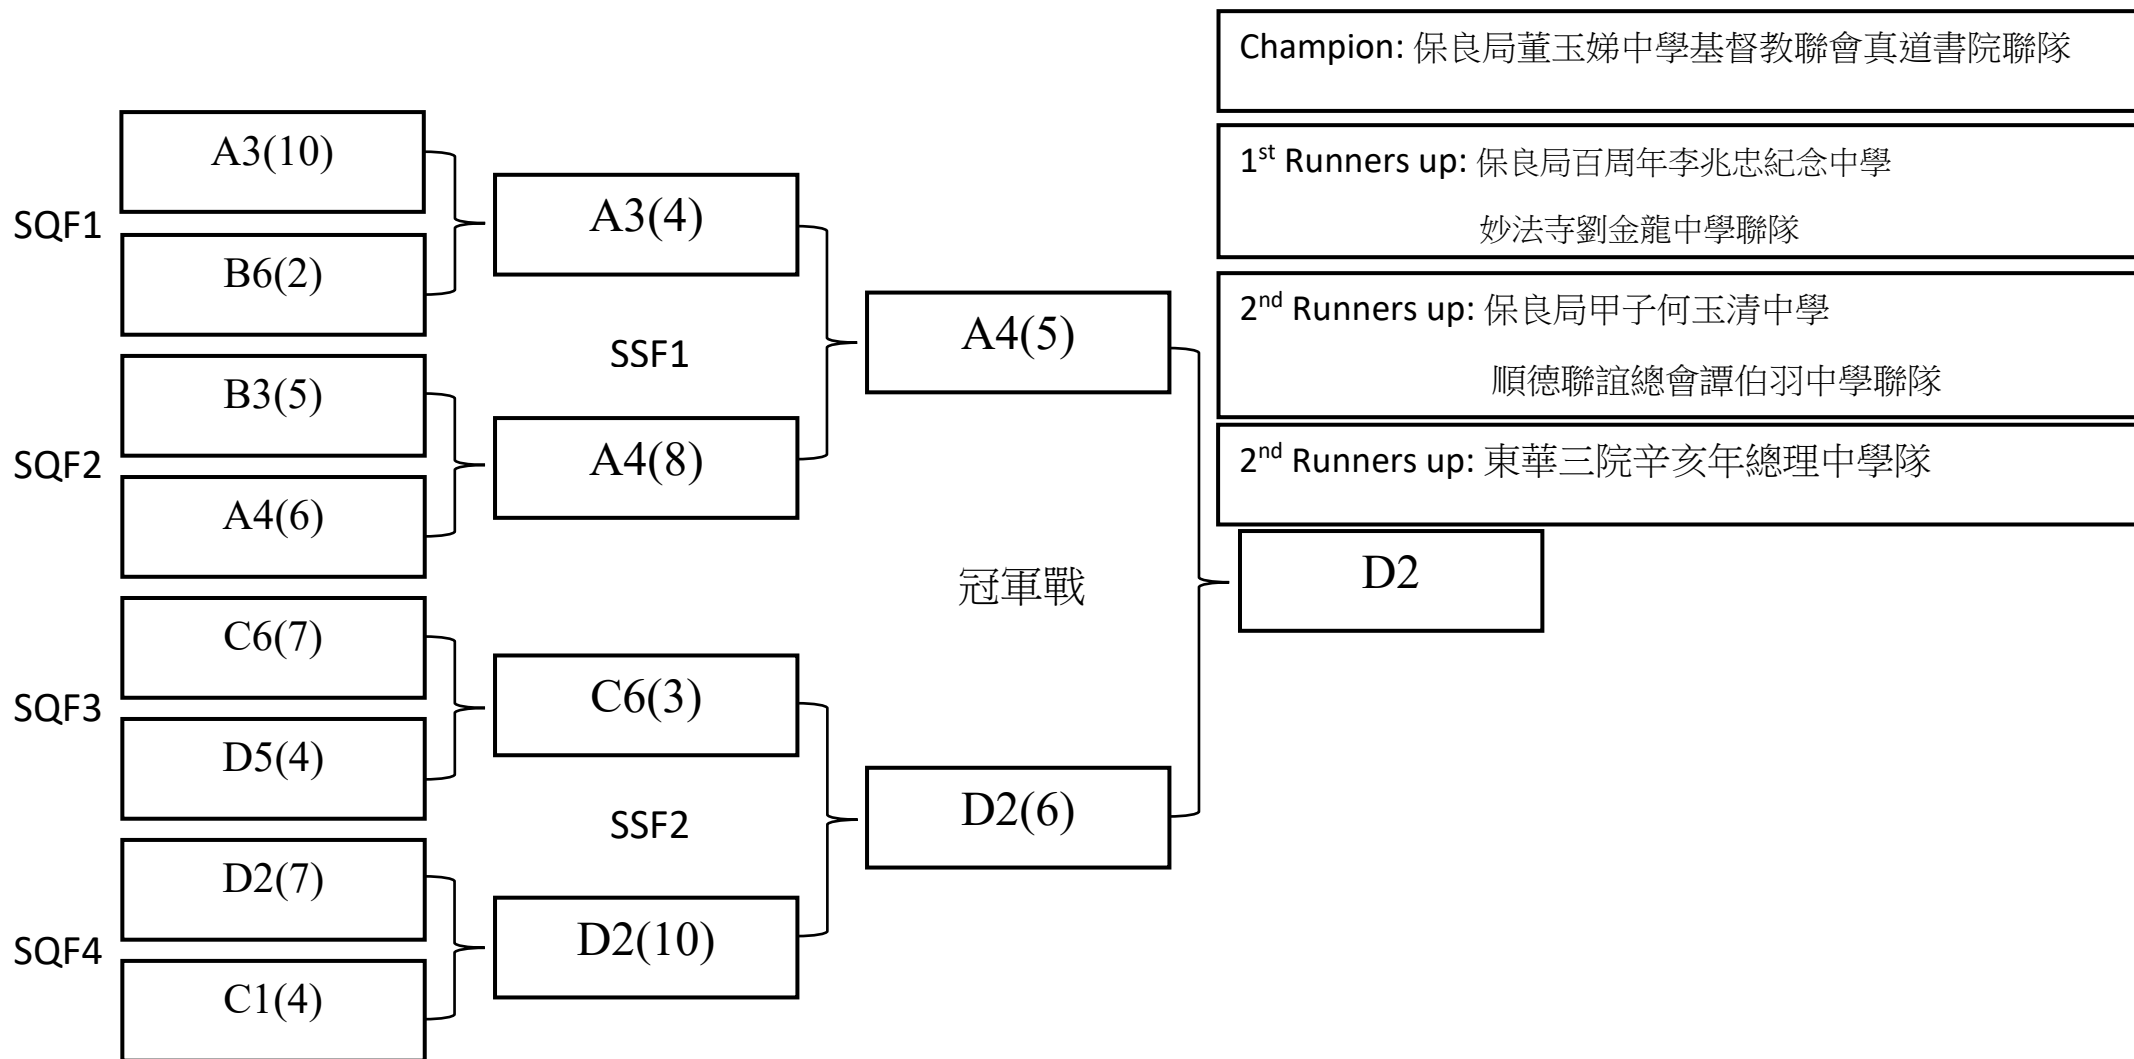 Champion: 保良局董玉娣中學基督教聯會真道書院聯隊
1st Runners up: 保良局百周年李兆忠紀念中學
妙法寺劉金龍中學聯隊
2nd Runners up: 保良局甲子何玉清中學
順德聯誼總會譚伯羽中學聯隊
2nd Runners up: 東華三院辛亥年總理中學隊
SQF1
A3(10)
B6(2)
SQF2
B3(5)
A4(6)
SQF3
C6(7)
D5(4)
SQF4
D2(7)
C1(4)
A3(4)
SSF1
A4(8)
C6(3)
SSF2
D2(10)
A4(5)
冠軍戰
D2(6)
D2